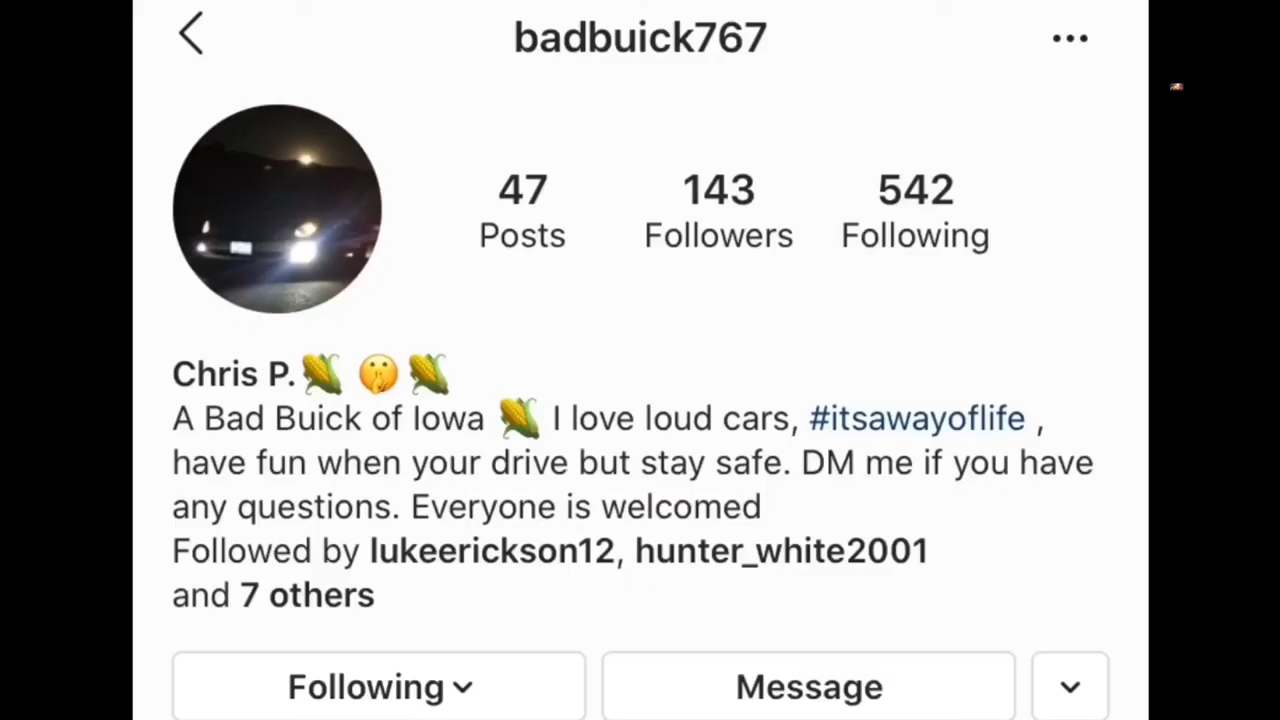 badbuick767
47 143 542
Posts Followers Following
Chris P.🌽 🤫 🌽
A Bad Buick of Iowa 🌽 I love loud cars, #itsawayoflife ,
have fun when your drive but stay safe. DM me if you have
any questions. Everyone is welcomed
Followed by lukeerickson12, hunter_white2001
and 7 others
Following Message